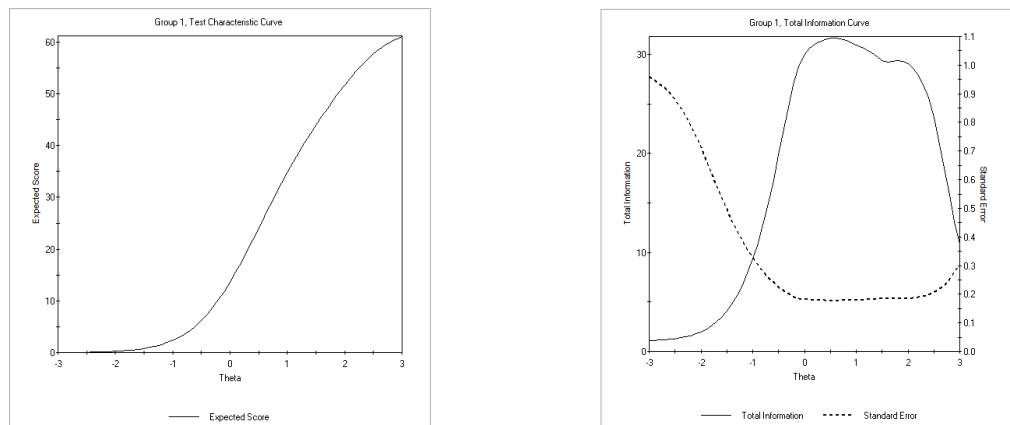 Group 1, Test Characteristic Curve
60
50
40
30
20
10
0
Expected Score
-3 -2 -1 0 1 2 3
Theta
Expected Score
Group 1, Total Information Curve
30
20
10
0
Total Information
1.1
1.0
0.9
0.8
0.7
0.6
0.5
0.4
0.3
0.2
0.1
0.0
Standard Error
-3 -2 -1 0 1 2 3
Theta
Total Information Standard Error